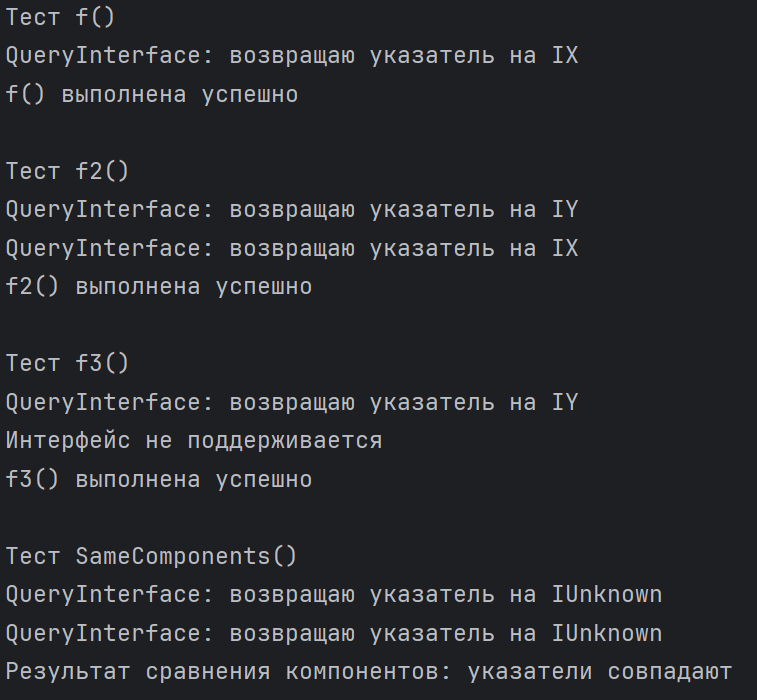 Тест f()
QueryInterface: возвращаю указатель на IX
f() выполнена успешно
Тест f2()
QueryInterface: возвращаю указатель на IY
QueryInterface: возвращаю указатель на IX
f2() выполнена успешно
Тест f3()
QueryInterface: возвращаю указатель на IY
Интерфейс не поддерживается
f3() выполнена успешно
Тест SameComponents()
QueryInterface: возвращаю указатель на IUnknown
QueryInterface: возвращаю указатель на IUnknown
Результат сравнения компонентов: указатели совпадают